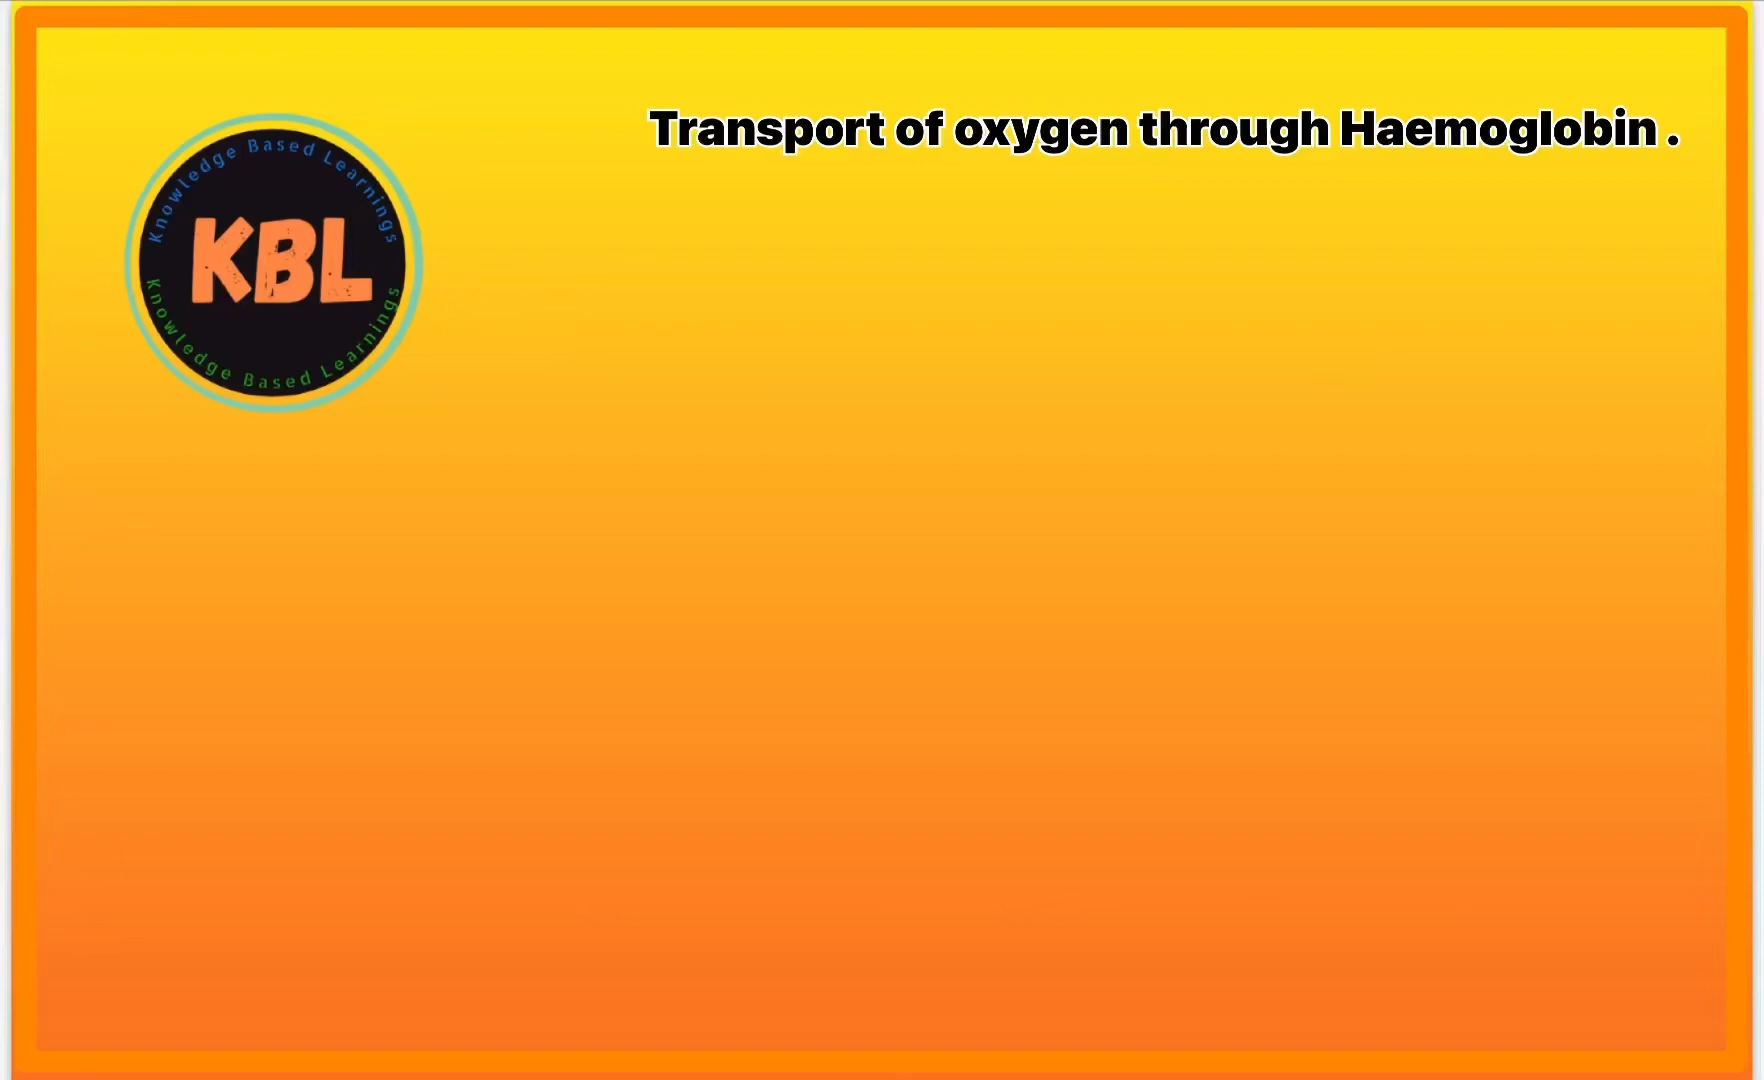 Transport of oxygen through Haemoglobin .
Knowledge Based Learnings
KBL
Knowledge Based Learnings